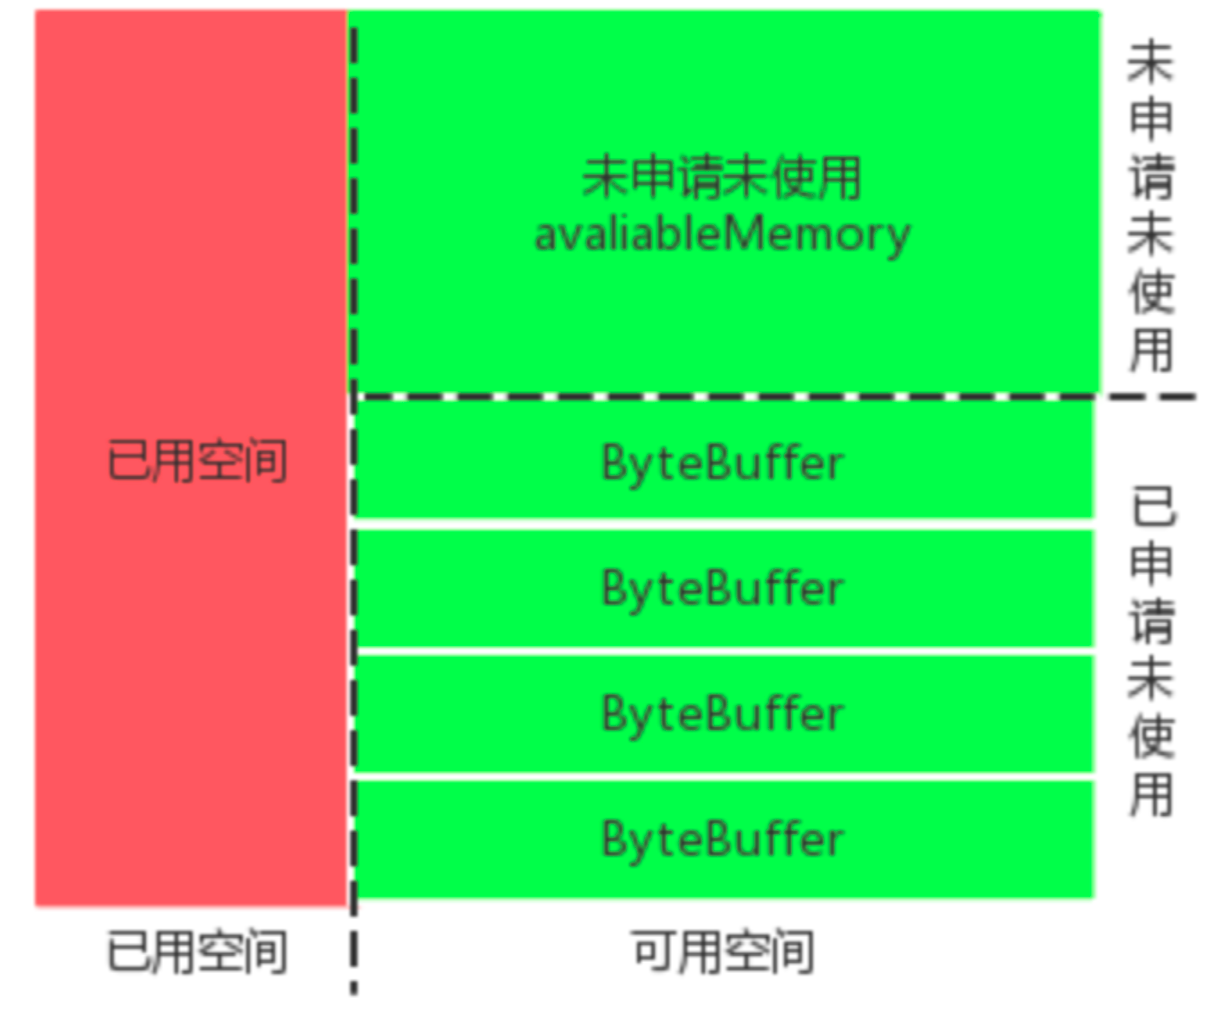 未申请未使用
avaliableMemory
未申请未使用
已用空间
ByteBuffer
ByteBuffer
ByteBuffer
ByteBuffer
已申请未使用
已用空间
可用空间